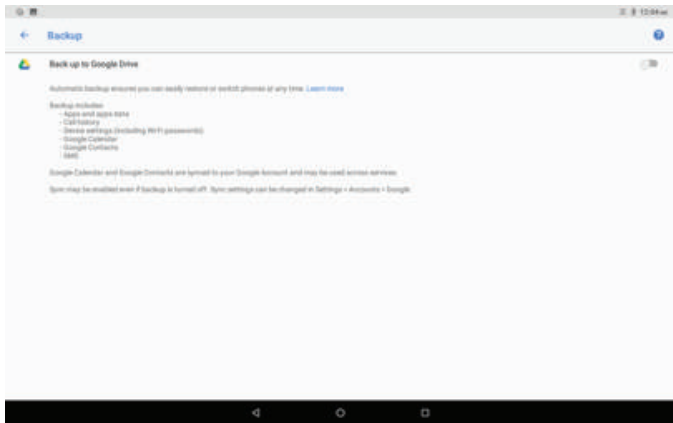 12:04
Backup
Back up to Google Drive
Automatic backup ensures you can easily restore or switch phones at any time. Learn more
Backup includes:
- Apps and apps data
- Call history
- Device settings (including Wi-Fi passwords)
- Google Calendar
- Google Contacts
- SMS
Google Calendar and Google Contacts are synced to your Google Account and may be used across services.
Sync may be enabled even if backup is turned off. Sync settings can be changed in Settings > Accounts > Google